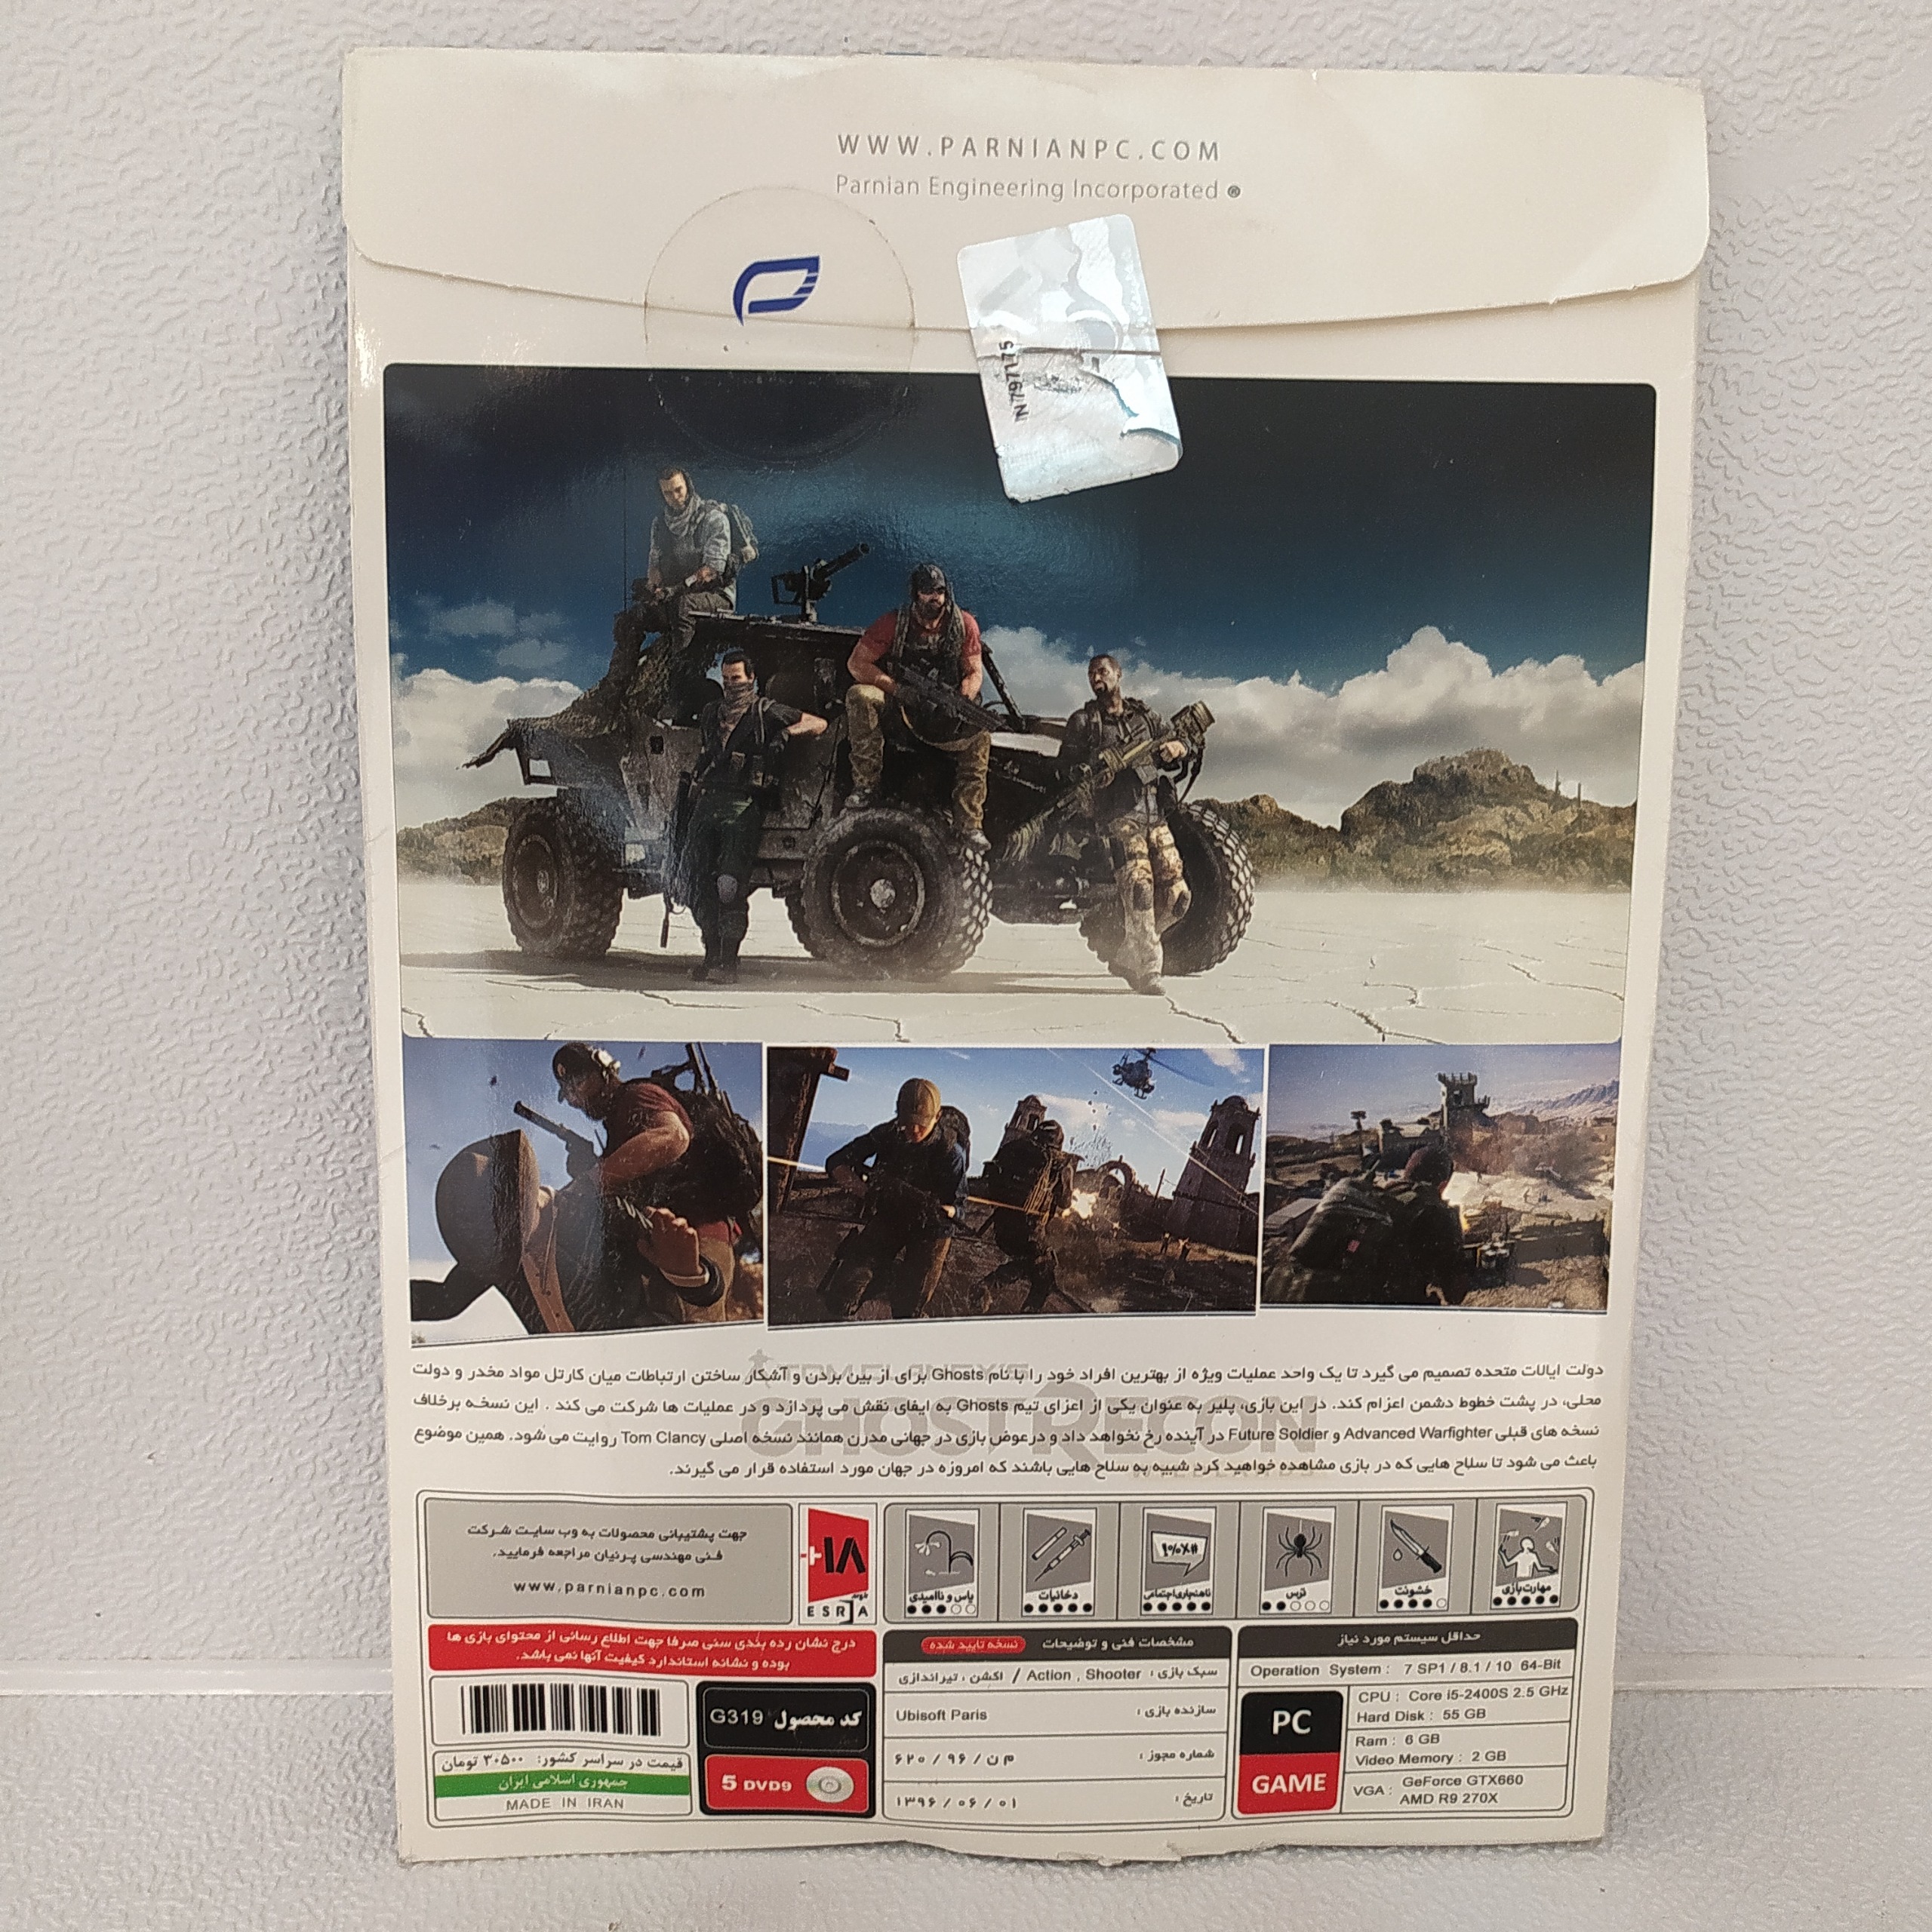 WWW.PARNIANPC.COM
Parnian Engineering Incorporated ®
دولت ایالات متحده تصمیم می گیرد تا یک واحد عملیات ویژه از بهترین افراد خود را با نام Ghosts برای از بین بردن و آشکار ساختن ارتباطات میان کارتل مواد مخدر و دولت
محلی، در پشت خطوط دشمن اعزام کند. در این بازی، پلیر به عنوان یکی از اعزای تیم Ghosts به ایفای نقش می پردازد و در عملیات ها شرکت می کند . این نسخه برخلاف
نسخه های قبلی Advanced Warfighter و Future Soldier در آینده رخ نخواهد داد و درعوض بازی در جهانی مدرن همانند نسخه اصلی Tom Clancy روایت می شود. همین موضوع
باعث می شود تا سلاح هایی که در بازی مشاهده خواهید کرد شبیه به سلاح هایی باشند که امروزه در جهان مورد استفاده قرار می گیرند.
GHOST RECON
جهت پشتیبانی محصولات به وب سایت شرکت
فنی مهندسی پرنیان مراجعه فرمایید.
www.parnianpc.com
+۱۸
ESRA
مهارت بازی
خشونت
ترس
ناهنجاری اجتماعی
دخانیات
یاس و ناامیدی
درج نشان رده بندی سنی صرفا جهت اطلاع رسانی از محتوای بازی ها
بوده و نشانه استاندارد کیفیت آنها نمی باشد.
کد محصول G319
5 DVD9
قیمت در سراسر کشور: ۳۰۵۰۰ تومان
جمهوری اسلامی ایران
MADE IN IRAN
مشخصات فنی و توضیحات نسخه تایید شده
سبک بازی : Action , Shooter / اکشن ، تیراندازی
سازنده بازی : Ubisoft Paris
شماره مجوز : م ن / ۹۶ / ۶۲۰
تاریخ : ۱۳۹۶ / ۰۶ / ۰۱
حداقل سیستم مورد نیاز
Operation System : 7 SP1 / 8.1 / 10 64-Bit
PC
GAME
CPU : Core i5-2400S 2.5 GHz
Hard Disk : 55 GB
Ram : 6 GB
Video Memory : 2 GB
VGA : GeForce GTX660
AMD R9 270X